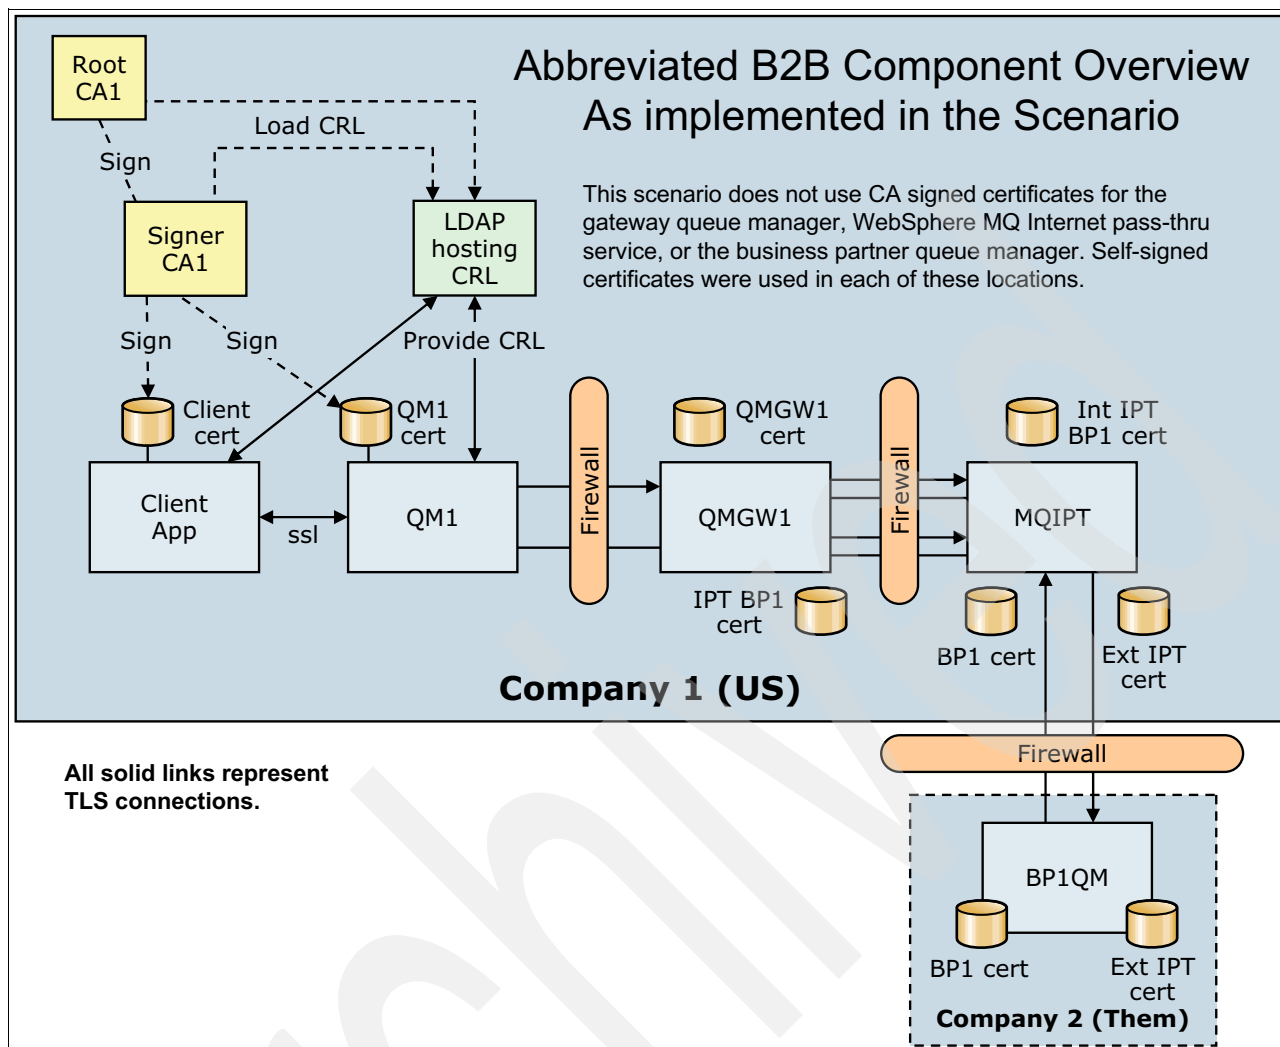 Abbreviated B2B Component Overview
As implemented in the Scenario
This scenario does not use CA signed certificates for the
gateway queue manager, WebSphere MQ Internet pass-thru
service, or the business partner queue manager. Self-signed
certificates were used in each of these locations.
Root
CA1
Load CRL
Sign
Signer
CA1
LDAP
hosting
CRL
Sign
Sign
Provide CRL
Client
cert
QM1
cert
QMGW1
cert
Int IPT
BP1 cert
Client
App
ssl
QM1
Firewall
QMGW1
Firewall
MQIPT
IPT BP1
cert
BP1 cert
Ext IPT
cert
Company 1 (US)
Firewall
All solid links represent
TLS connections.
BP1QM
BP1 cert
Ext IPT
cert
Company 2 (Them)